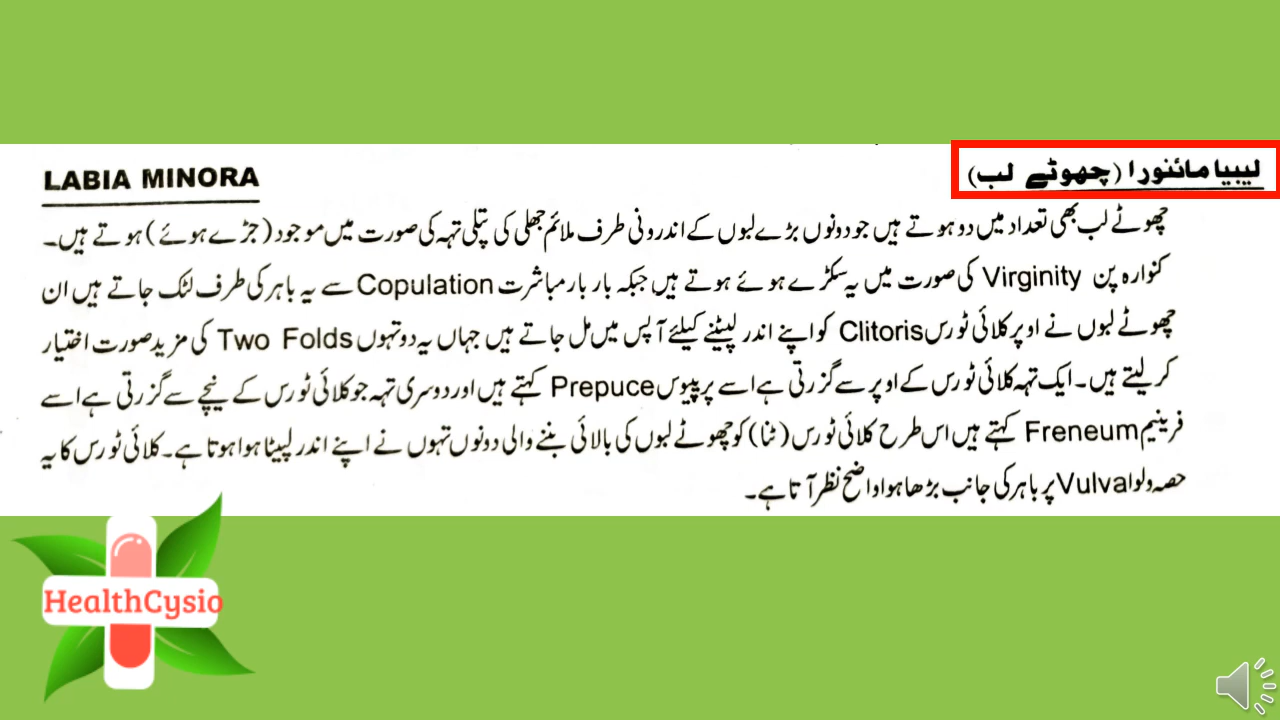 لیبیا مائنورا (چھوٹے لب)
LABIA MINORA
چھوٹے لب بھی تعداد میں دو ہوتے ہیں جو دونوں بڑے لبوں کے اندرونی طرف ملائم جھلی کی پتلی تہہ کی صورت میں موجود (جڑے ہوئے) ہوتے ہیں۔
کنوارہ پن Virginity کی صورت میں یہ سکڑے ہوئے ہوتے ہیں جبکہ بار بار مباشرت Copulation سے یہ باہر کی طرف لٹک جاتے ہیں ان
چھوٹے لبوں نے اوپر کلائی ٹورس Clitoris کو اپنے اندر لپیٹنے کیلئے آپس میں مل جاتے ہیں جہاں یہ دو تہوں Two Folds کی مزید صورت اختیار
کر لیتے ہیں۔ ایک تہہ کلائی ٹورس کے اوپر سے گزرتی ہے اسے پرپیوس Prepuce کہتے ہیں اور دوسری تہہ جو کلائی ٹورس کے نیچے سے گزرتی ہے اسے
فرینیم Freneum کہتے ہیں اس طرح کلائی ٹورس (ٹنا) کو چھوٹے لبوں کی بالائی بننے والی دونوں تہوں نے اپنے اندر لپیٹا ہوا ہوتا ہے۔ کلائی ٹورس کا یہ
حصہ ولوا Vulva پر باہر کی جانب بڑھا ہوا واضح نظر آتا ہے۔
HealthCysio